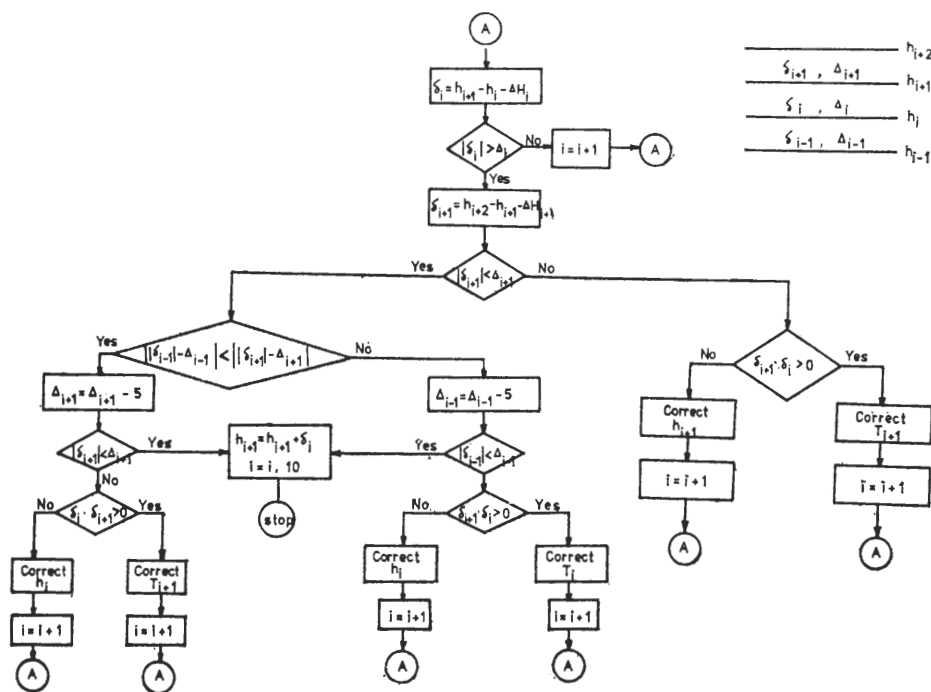 A
δᵢ = hᵢ₊₁ - hᵢ - ΔHᵢ
|δᵢ| > Δᵢ
No
i = i+1
A
Yes
δᵢ₊₁ = hᵢ₊₂ - hᵢ₊₁ - ΔHᵢ₊₁
|δᵢ₊₁| < Δᵢ₊₁
Yes
No
hᵢ₊₂
δᵢ₊₁ , Δᵢ₊₁
hᵢ₊₁
δᵢ , Δᵢ
hᵢ
δᵢ₋₁ , Δᵢ₋₁
hᵢ₋₁
||δᵢ₋₁| - Δᵢ₋₁| < ||δᵢ₊₁| - Δᵢ₊₁|
Yes
No
Δᵢ₊₁ = Δᵢ₊₁ - 5
Δᵢ₋₁ = Δᵢ₋₁ - 5
|δᵢ₊₁| < Δᵢ₊₁
Yes
No
hᵢ₊₁ = hᵢ₊₁ + δᵢ
i = i, 10
stop
|δᵢ₋₁| < Δᵢ₋₁
Yes
δᵢ · δᵢ₊₁ > 0
No
Yes
Correct
hᵢ
i = i+1
A
Correct
Tᵢ₊₁
i = i+1
A
δᵢ₊₁ · δᵢ > 0
No
Yes
Correct
hᵢ
i = i+1
A
Correct
Tᵢ
i = i+1
A
δᵢ₊₁ · δᵢ > 0
No
Yes
Correct
hᵢ₊₁
i = i+1
A
Correct
Tᵢ₊₁
i = i+1
A